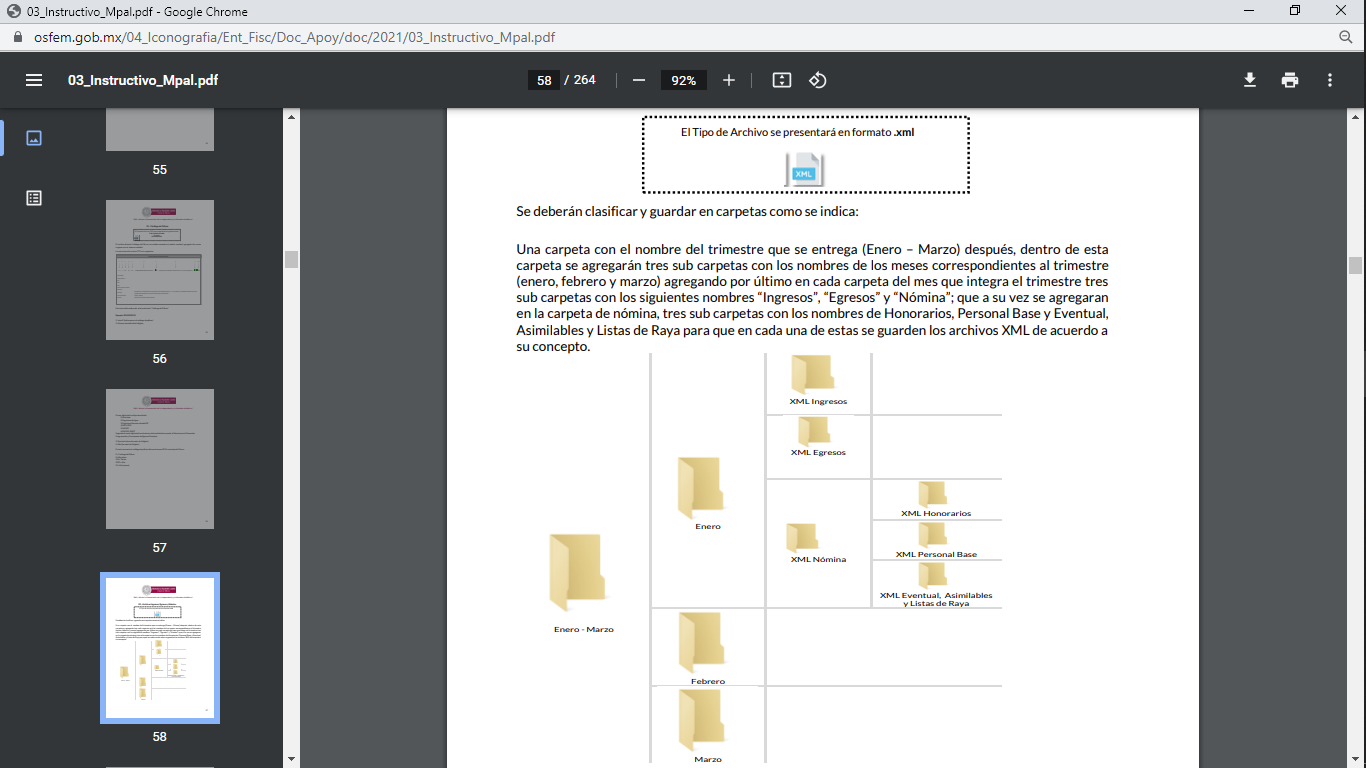 03_Instructivo_Mpal.pdf - Google Chrome
osfem.gob.mx/04_Iconografia/Ent_Fisc/Doc_Apoy/doc/2021/03_Instructivo_Mpal.pdf
03_Instructivo_Mpal.pdf
58 / 264
92%
55
56
57
58
El Tipo de Archivo se presentará en formato .xml
XML
Se deberán clasificar y guardar en carpetas como se indica:
Una carpeta con el nombre del trimestre que se entrega (Enero – Marzo) después, dentro de esta
carpeta se agregarán tres sub carpetas con los nombres de los meses correspondientes al trimestre
(enero, febrero y marzo) agregando por último en cada carpeta del mes que integra el trimestre tres
sub carpetas con los siguientes nombres “Ingresos”, “Egresos” y “Nómina”; que a su vez se agregaran
en la carpeta de nómina, tres sub carpetas con los nombres de Honorarios, Personal Base y Eventual,
Asimilables y Listas de Raya para que en cada una de estas se guarden los archivos XML de acuerdo a
su concepto.
XML Ingresos
XML Egresos
XML Honorarios
Enero
XML Personal Base
XML Nómina
XML Eventual, Asimilables
y Listas de Raya
Enero - Marzo
Febrero
Marzo